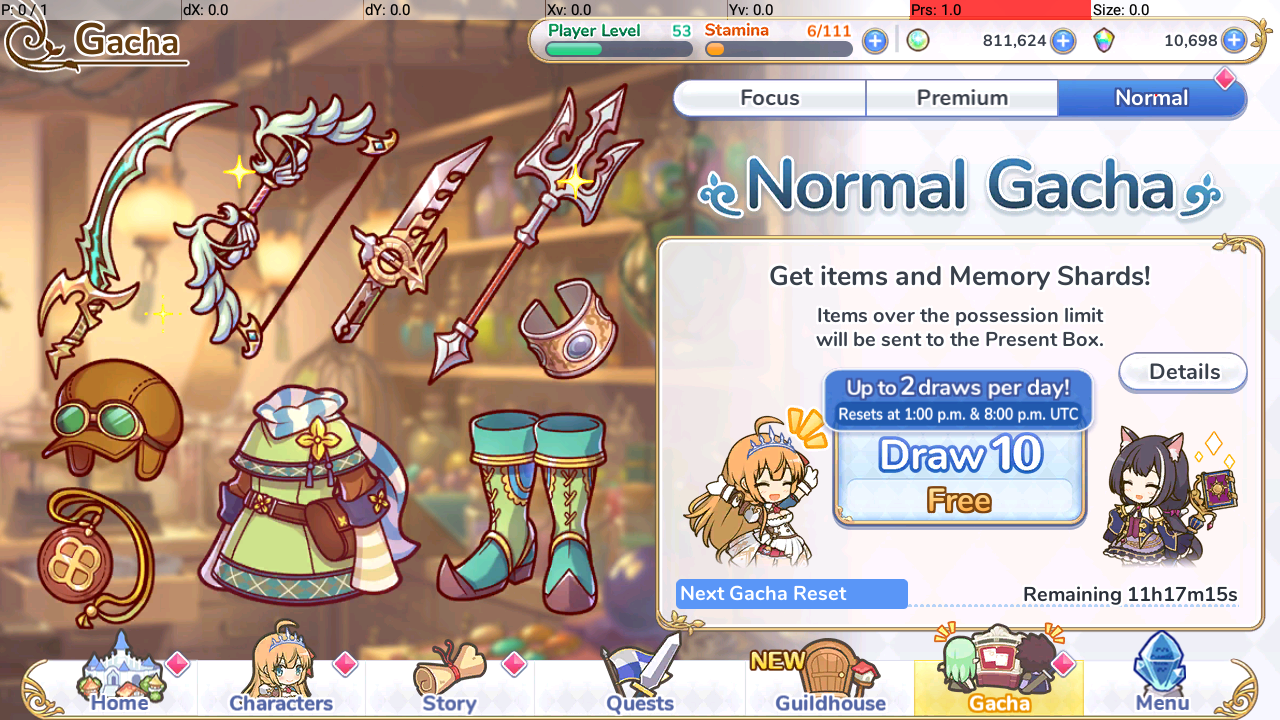 P: 0 / 1 dX: 0.0 dY: 0.0 Xv: 0.0 Yv: 0.0 Prs: 1.0 Size: 0.0
Gacha
Player Level 53
Stamina 6/111
811,624
10,698
Focus
Premium
Normal
Normal Gacha
Get items and Memory Shards!
Items over the possession limit
will be sent to the Present Box.
Details
Up to 2 draws per day!
Resets at 1:00 p.m. & 8:00 p.m. UTC
Draw 10
Free
Next Gacha Reset
Remaining 11h17m15s
Home
Characters
Story
Quests
NEW
Guildhouse
Gacha
Menu